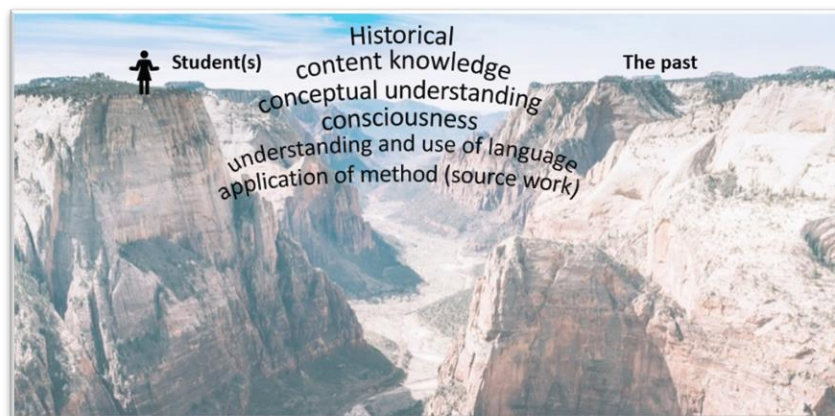 Historical
Student(s)
The past
content knowledge
conceptual understanding
consciousness
understanding and use of language
application of method (source work)